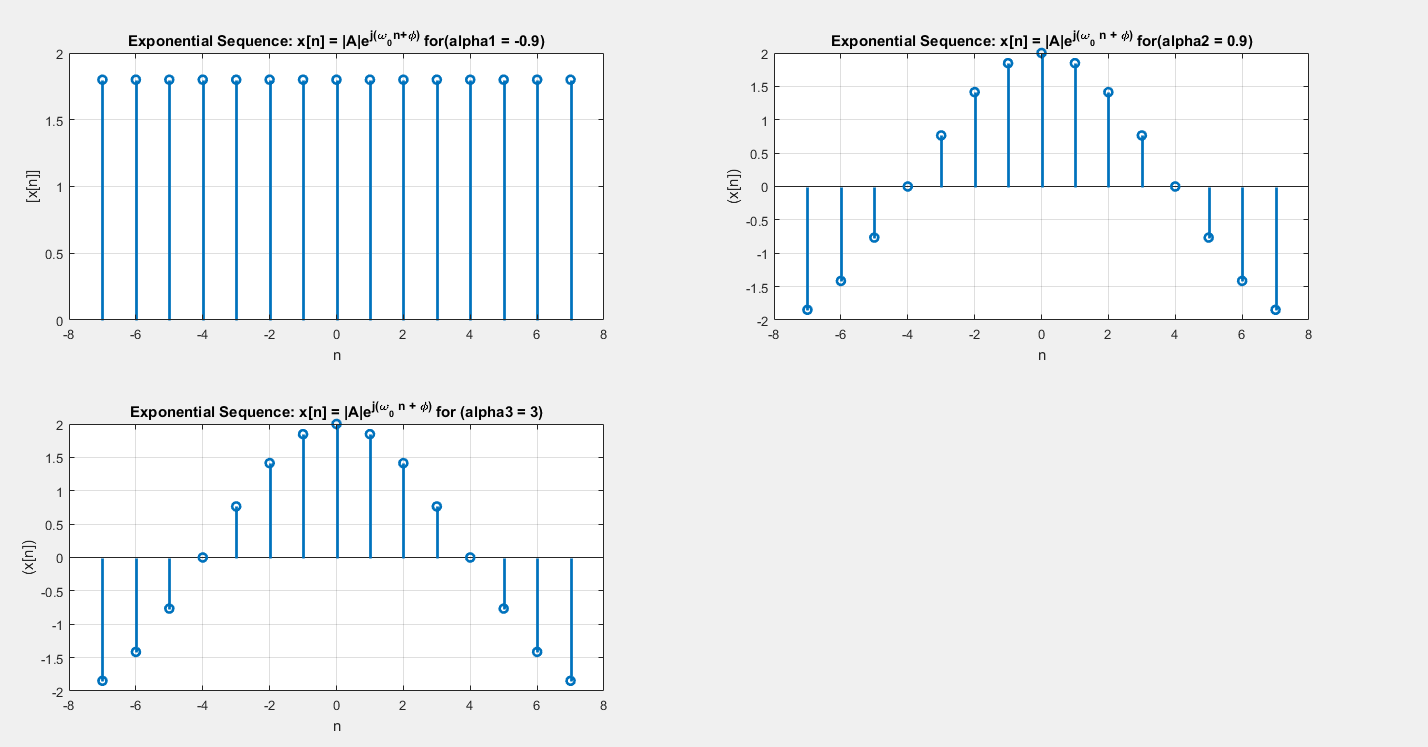 Exponential Sequence: x[n] = |A|e^j(ω₀n+ϕ) for(alpha1 = -0.9)
2
1.5
1
0.5
0
[x[n]]
-8 -6 -4 -2 0 2 4 6 8
n
Exponential Sequence: x[n] = |A|e^j(ω₀ n + ϕ) for(alpha2 = 0.9)
2
1.5
1
0.5
0
-0.5
-1
-1.5
-2
(x[n])
-8 -6 -4 -2 0 2 4 6 8
n
Exponential Sequence: x[n] = |A|e^j(ω₀ n + ϕ) for (alpha3 = 3)
2
1.5
1
0.5
0
-0.5
-1
-1.5
-2
(x[n])
-8 -6 -4 -2 0 2 4 6 8
n